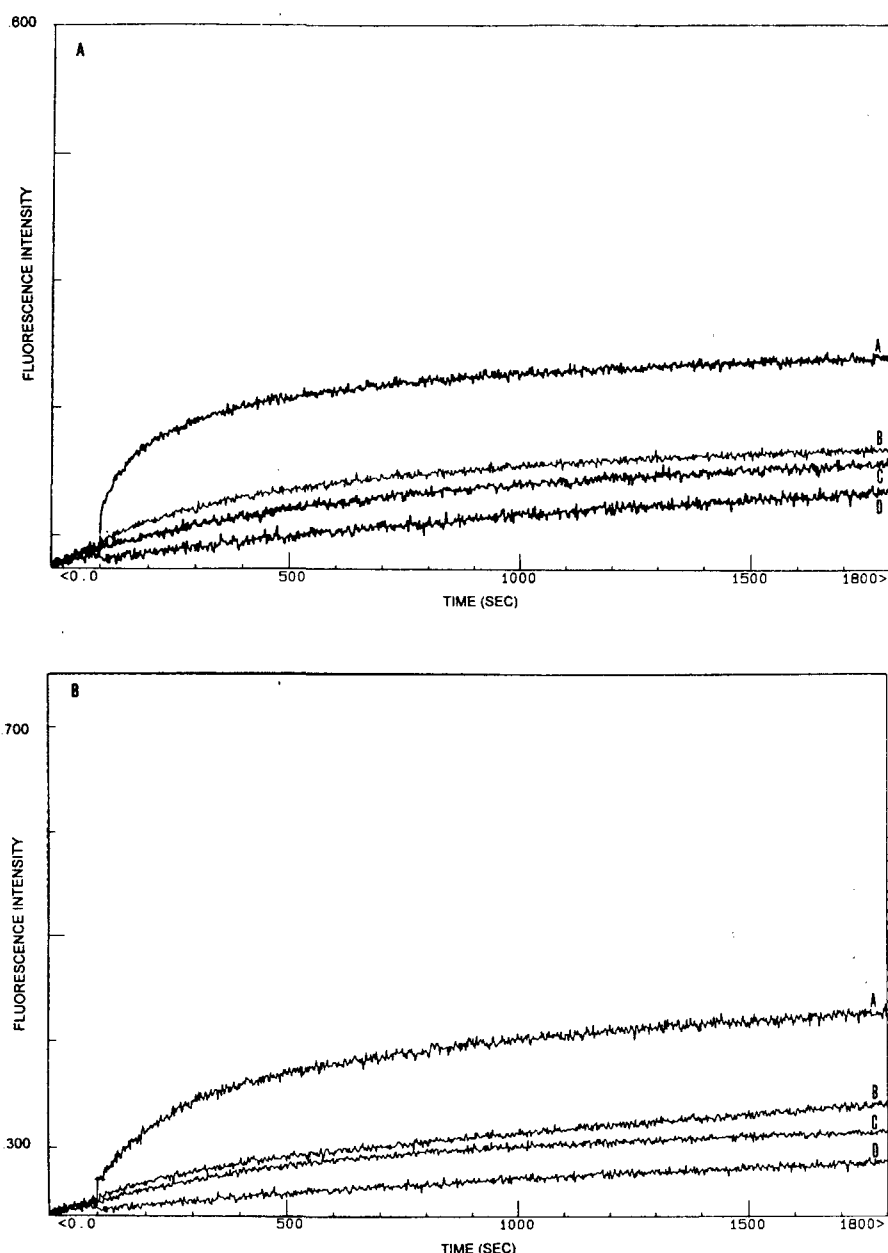 .600
A
FLUORESCENCE INTENSITY
A
B
C
D
<0.0 500 1000 1500 1800>
TIME (SEC)
B
.700
FLUORESCENCE INTENSITY
A
B
C
.300
D
<0.0 500 1000 1500 1800>
TIME (SEC)